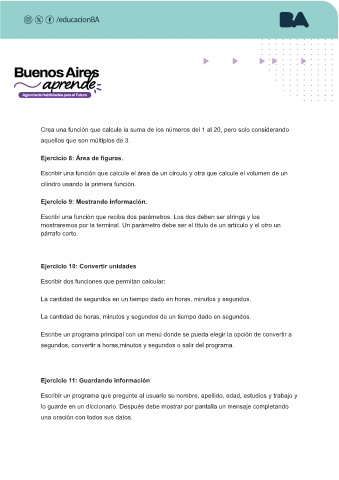 /educacionBA
BA
Buenos Aires
aprende
Agencia de Habilidades para el Futuro
Crea una función que calcule la suma de los números del 1 al 20, pero solo considerando
aquellos que son múltiplos de 3.
Ejercicio 8: Área de figuras.
Escribir una función que calcule el área de un círculo y otra que calcule el volumen de un
cilindro usando la primera función.
Ejercicio 9: Mostrando información.
Escribí una función que reciba dos parámetros. Los dos deben ser strings y los
mostraremos por la terminal. Un parámetro debe ser el título de un artículo y el otro un
párrafo corto.
Ejercicio 10: Convertir unidades
Escribir dos funciones que permitan calcular:
La cantidad de segundos en un tiempo dado en horas, minutos y segundos.
La cantidad de horas, minutos y segundos de un tiempo dado en segundos.
Escribe un programa principal con un menú donde se pueda elegir la opción de convertir a
segundos, convertir a horas,minutos y segundos o salir del programa.
Ejercicio 11: Guardando información
Escribir un programa que pregunte al usuario su nombre, apellido, edad, estudios y trabajo y
lo guarde en un diccionario. Después debe mostrar por pantalla un mensaje completando
una oración con todos sus datos.